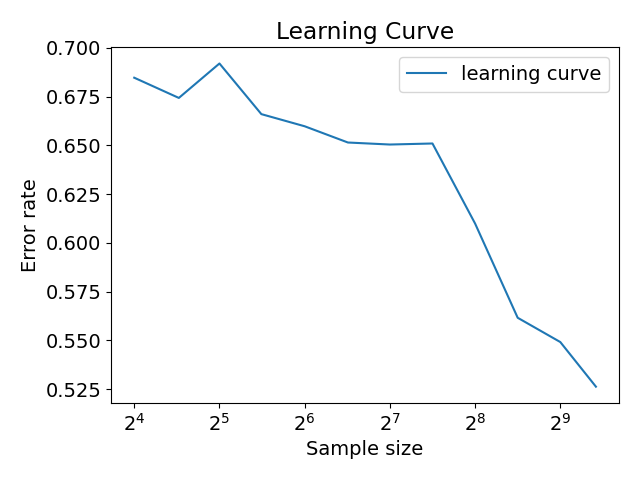 Learning Curve
learning curve
Error rate
0.700
0.675
0.650
0.625
0.600
0.575
0.550
0.525
2⁴ 2⁵ 2⁶ 2⁷ 2⁸ 2⁹
Sample size